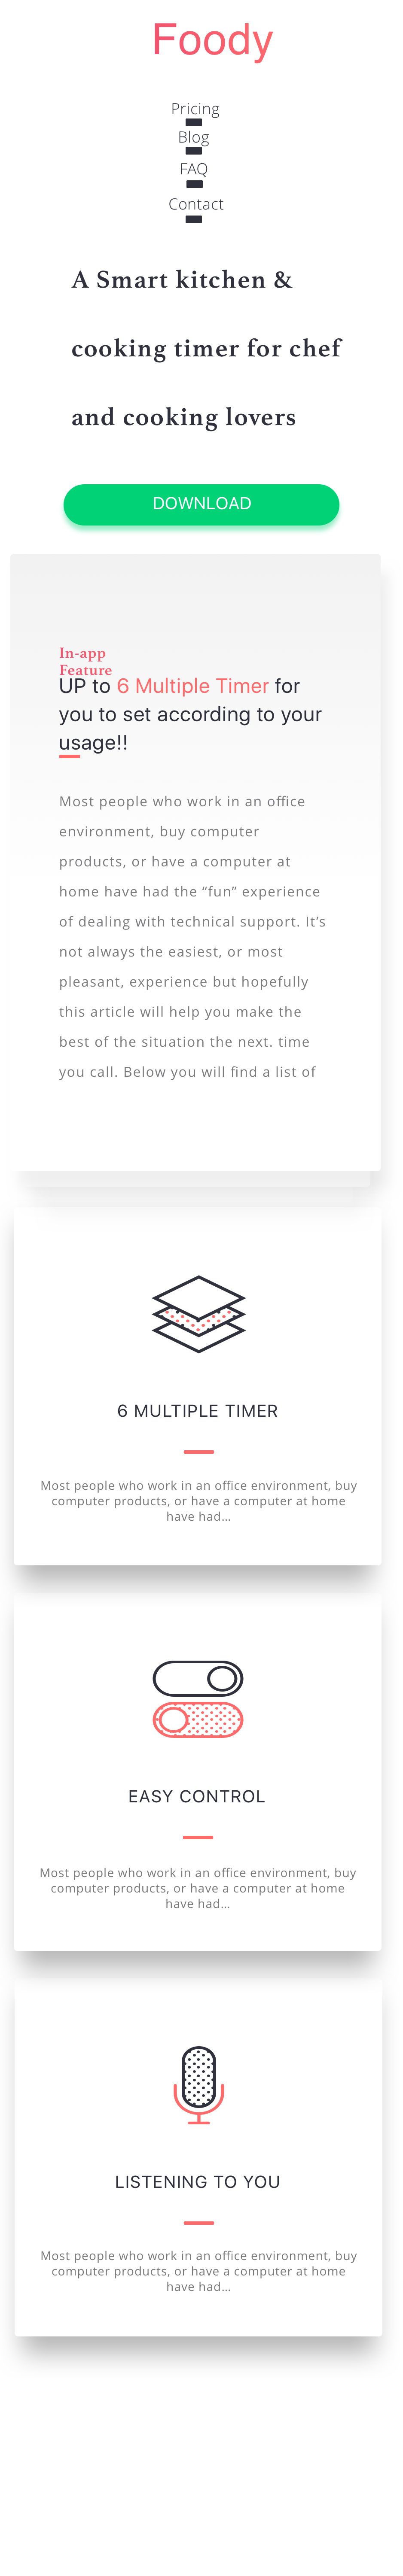 Foody
Pricing
Blog
FAQ
Contact
A Smart kitchen &
cooking timer for chef
and cooking lovers
DOWNLOAD
In-app
Feature
UP to 6 Multiple Timer for
you to set according to your
usage!!
Most people who work in an office
environment, buy computer
products, or have a computer at
home have had the “fun” experience
of dealing with technical support. It’s
not always the easiest, or most
pleasant, experience but hopefully
this article will help you make the
best of the situation the next. time
you call. Below you will find a list of
6 MULTIPLE TIMER
Most people who work in an office environment, buy
computer products, or have a computer at home
have had…
EASY CONTROL
Most people who work in an office environment, buy
computer products, or have a computer at home
have had…
LISTENING TO YOU
Most people who work in an office environment, buy
computer products, or have a computer at home
have had…